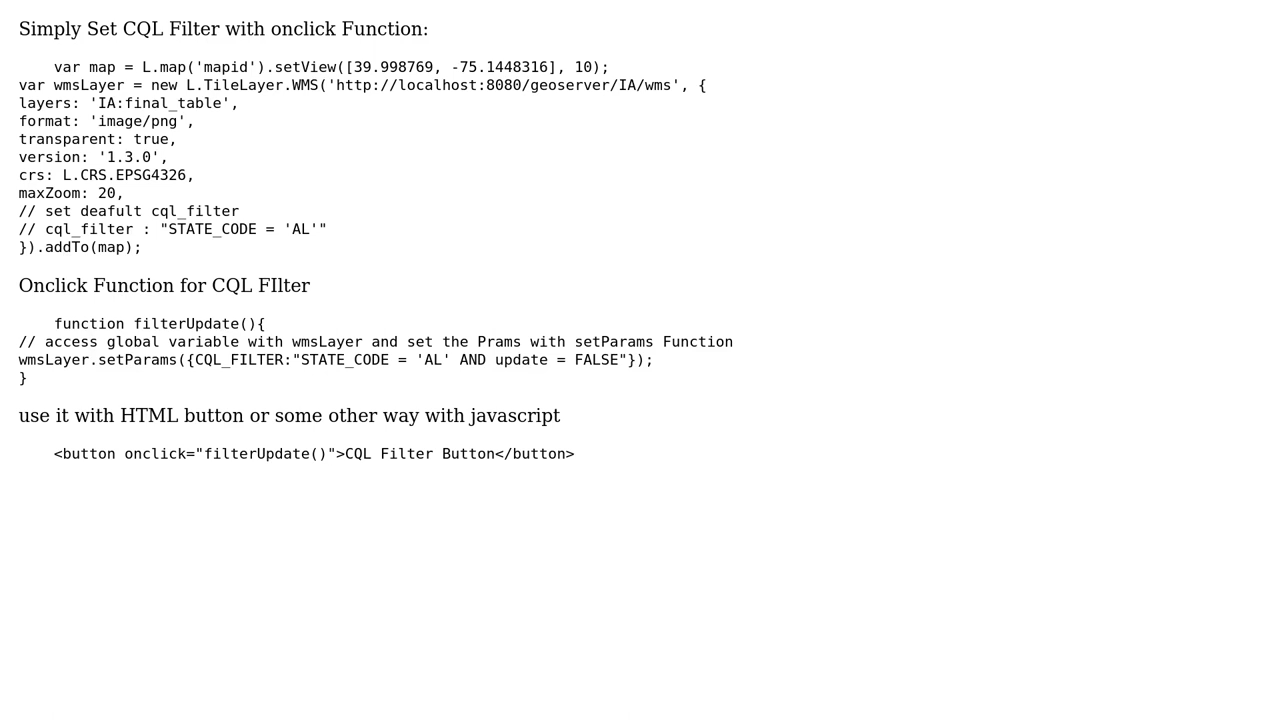 Simply Set CQL Filter with onclick Function:
var map = L.map('mapid').setView([39.998769, -75.1448316], 10);
var wmsLayer = new L.TileLayer.WMS('http://localhost:8080/geoserver/IA/wms', {
layers: 'IA:final_table',
format: 'image/png',
transparent: true,
version: '1.3.0',
crs: L.CRS.EPSG4326,
maxZoom: 20,
// set deafult cql_filter
// cql_filter : "STATE_CODE = 'AL'"
}).addTo(map);
Onclick Function for CQL FIlter
function filterUpdate(){
// access global variable with wmsLayer and set the Prams with setParams Function
wmsLayer.setParams({CQL_FILTER:"STATE_CODE = 'AL' AND update = FALSE"});
}
use it with HTML button or some other way with javascript
<button onclick="filterUpdate()">CQL Filter Button</button>